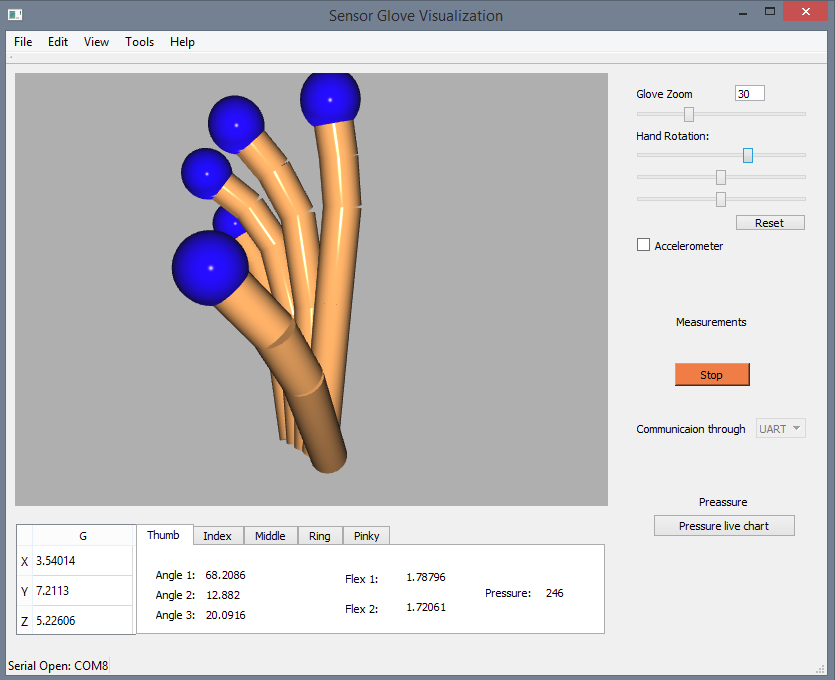 Sensor Glove Visualization
File Edit View Tools Help
Glove Zoom 30
Hand Rotation:
Reset
Accelerometer
Measurements
Stop
Communicaion through UART
Preassure
Pressure live chart
G
X 3.54014
Y 7.2113
Z 5.22606
Thumb Index Middle Ring Pinky
Angle 1: 68.2086
Angle 2: 12.882
Angle 3: 20.0916
Flex 1: 1.78796
Flex 2: 1.72061
Pressure: 246
Serial Open: COM8